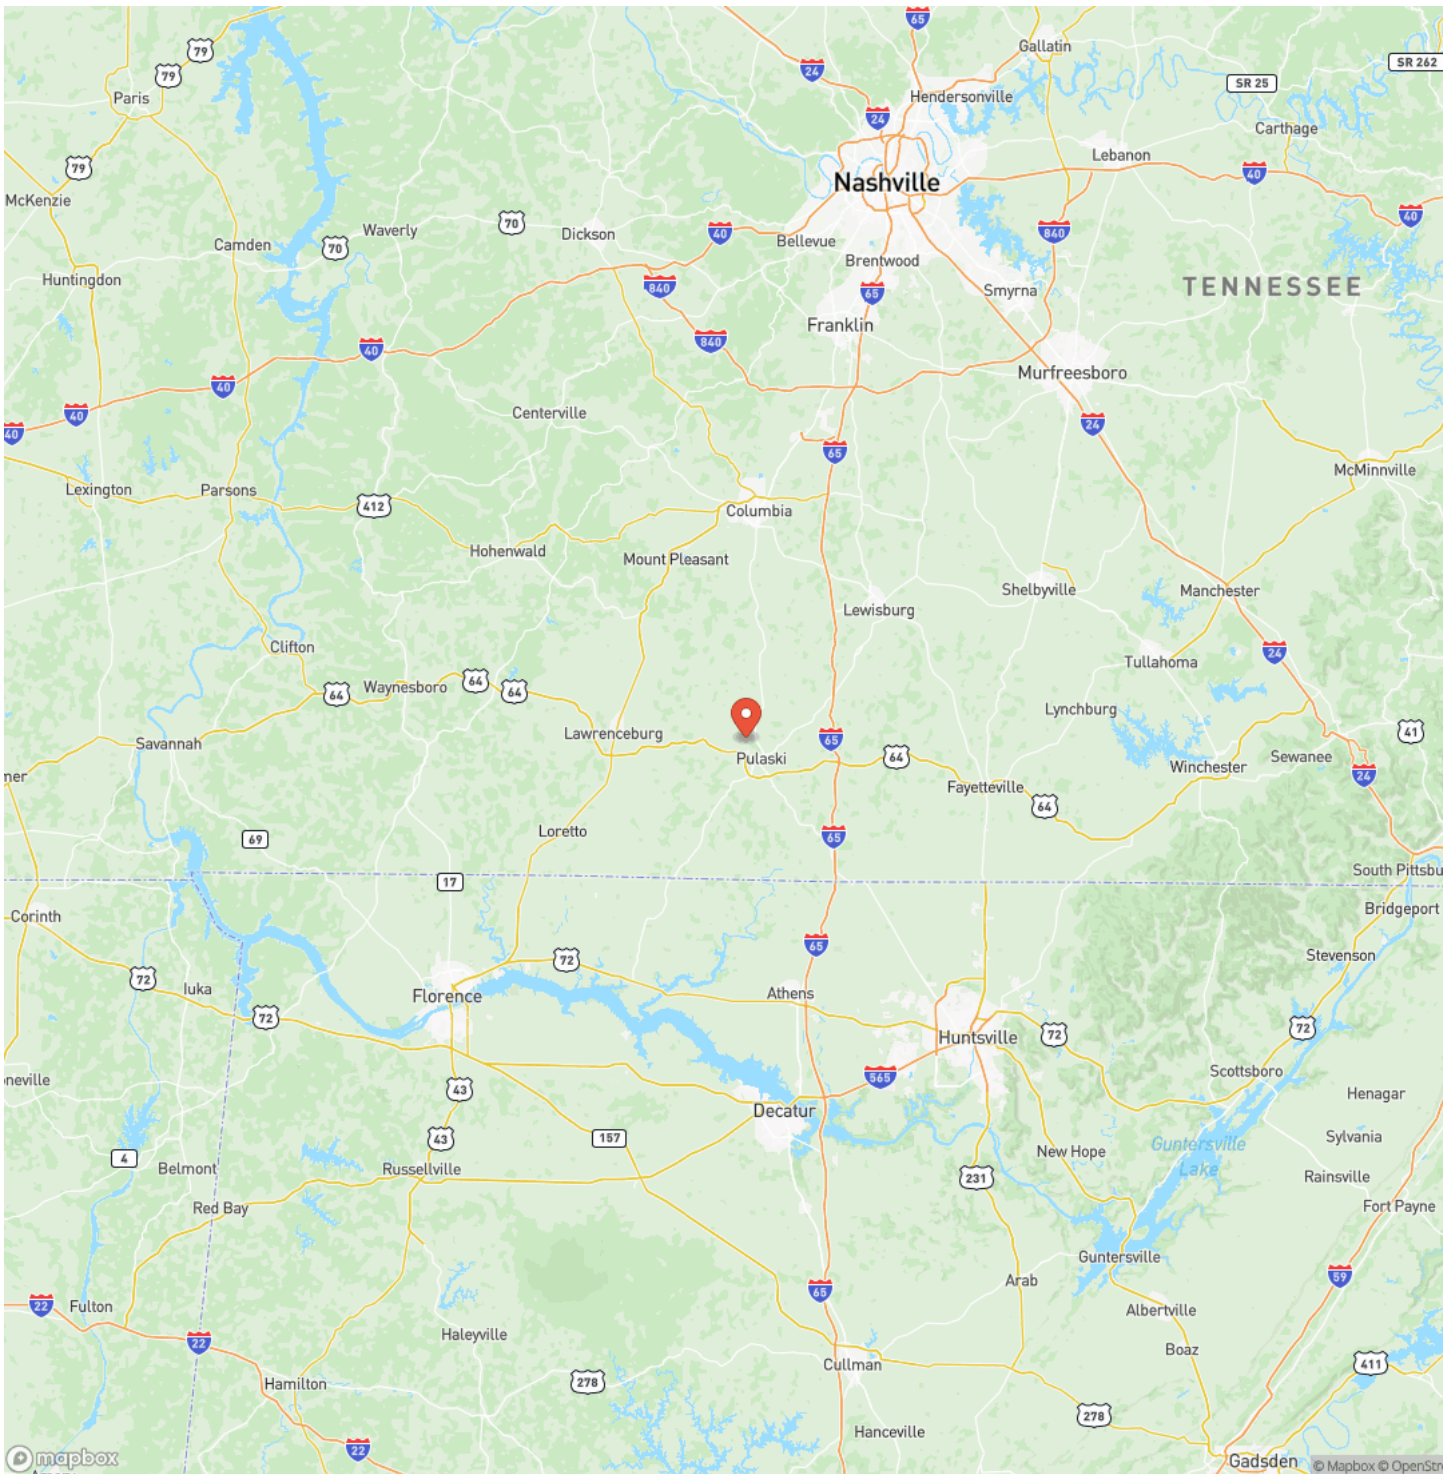 65
Gallatin
79
24
SR 262
79
SR 25
Paris
Hendersonville
24
Carthage
Lebanon
79
40
Nashville
McKenzie
40
70
Waverly
Dickson
40
840
70
Camden
Bellevue
Brentwood
Huntingdon
840
65
Smyrna
TENNESSEE
Franklin
840
40
Murfreesboro
40
40
Centerville
24
40
65
McMinnville
Lexington
Parsons
412
Columbia
Hohenwald
Mount Pleasant
Shelbyville
Manchester
Lewisburg
Clifton
24
Tullahoma
64
Waynesboro
64
64
Lynchburg
Lawrenceburg
65
41
Savannah
Pulaski
64
Sewanee
Winchester
mer
24
Fayetteville
64
Loretto
65
69
South Pittsbu
17
Bridgeport
Corinth
65
Stevenson
72
72
Iuka
Athens
Florence
72
72
72
Huntsville
565
Scottsboro
oneville
43
Henagar
Decatur
157
43
Sylvania
4
Guntersville
Lake
New Hope
Belmont
Russellville
231
Rainsville
Red Bay
Fort Payne
Guntersville
59
Arab
65
22
Fulton
Albertville
Haleyville
22
Boaz
Cullman
411
278
Hamilton
278
Hanceville
22
mapbox
Gadsden
© Mapbox © OpenStre